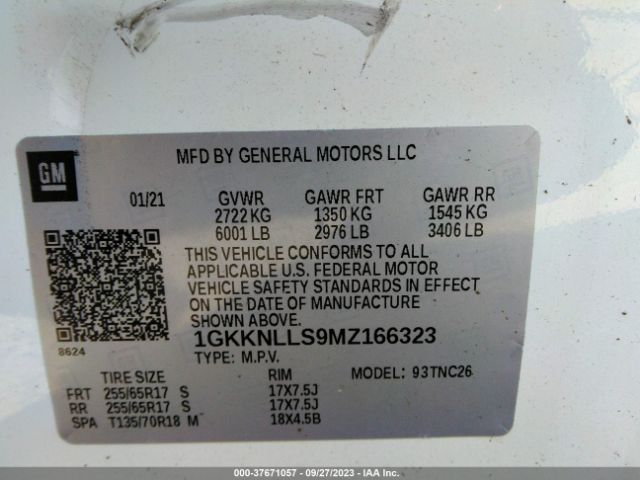 GM
MFD BY GENERAL MOTORS LLC
01/21 GVWR GAWR FRT GAWR RR
2722 KG 1350 KG 1545 KG
6001 LB 2976 LB 3406 LB
THIS VEHICLE CONFORMS TO ALL
APPLICABLE U.S. FEDERAL MOTOR
VEHICLE SAFETY STANDARDS IN EFFECT
ON THE DATE OF MANUFACTURE
SHOWN ABOVE.
8624
1GKKNLLS9MZ166323
TYPE: M.P.V.
TIRE SIZE RIM MODEL: 93TNC26
FRT 255/65R17 S 17X7.5J
RR 255/65R17 S 17X7.5J
SPA T135/70R18 M 18X4.5B
000-37671057 - 09/27/2023 - IAA Inc.